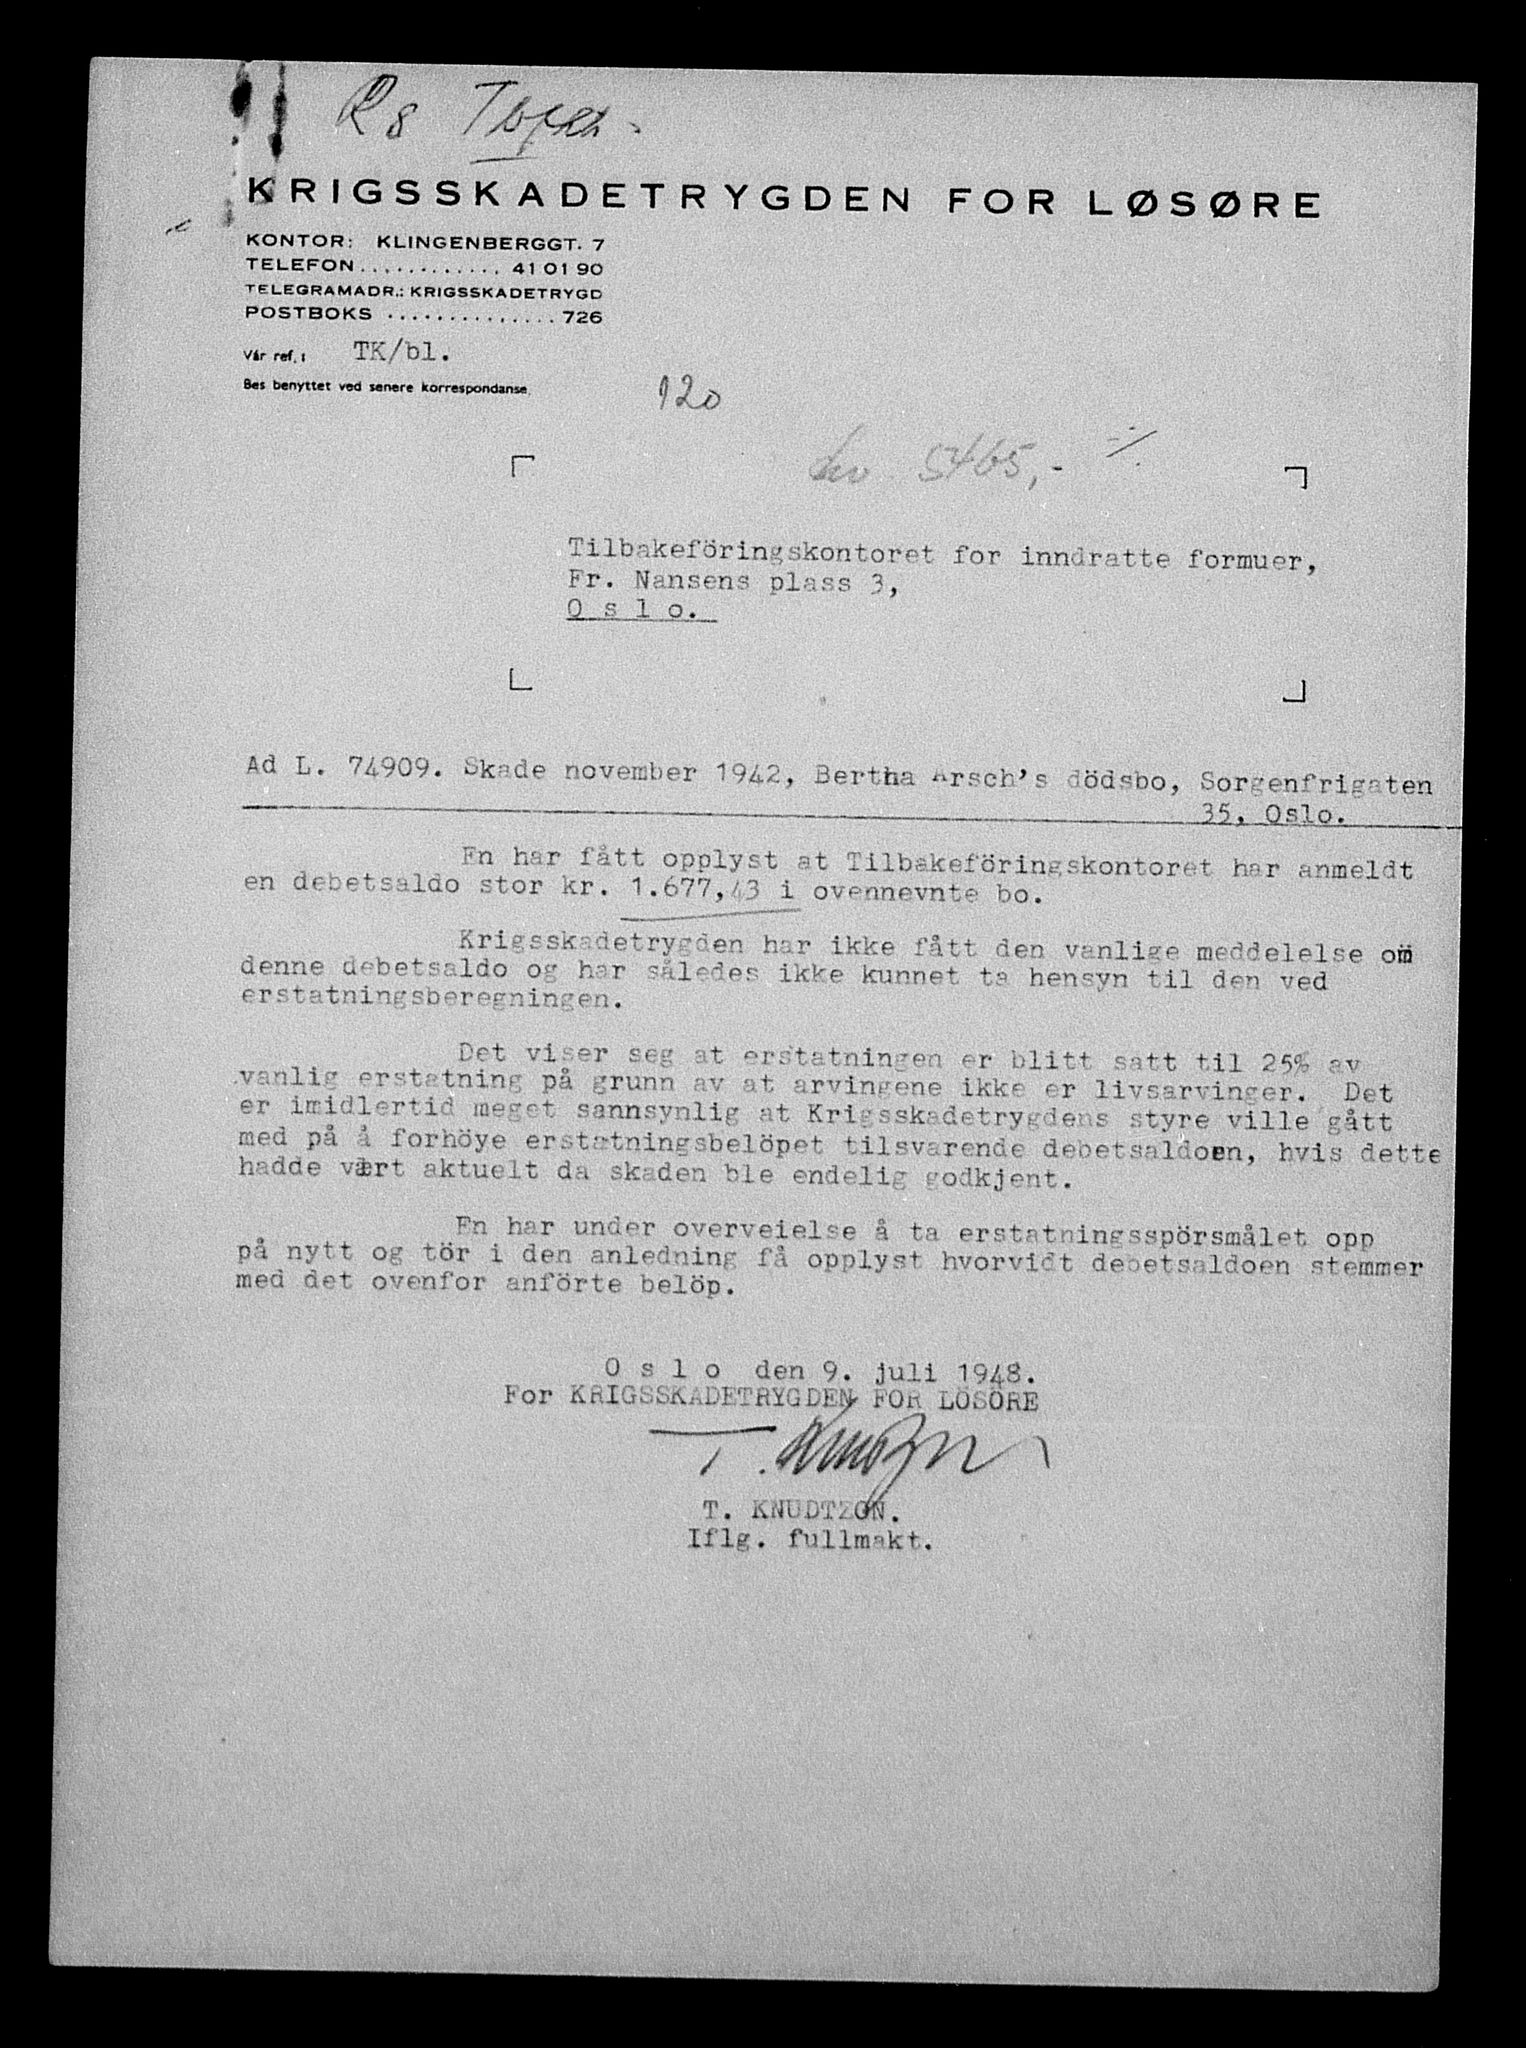 Rs
KRIGSSKADETRYGDEN FOR LØSØRE
KONTOR: KLINGENBERGGT. 7
TELEFON............ 41 01 90
TELEGRAMADR.: KRIGSSKADETRYGD
POSTBOKS .............. 726
Vår ref.: TK/bl.
Bes benyttet ved senere korrespondanse.
120
5465,- ./.
Tilbakeföringskontoret for inndratte formuer,
Fr. Nansens plass 3,
O s l o.
Ad L. 74909. Skade november 1942, Bertha Arsch's dödsbo, Sorgenfrigaten
35, Oslo.
En har fått opplyst at Tilbakeföringskontoret har anmeldt
en debetsaldo stor kr. 1.677,43 i ovennevnte bo.
Krigsskadetrygden har ikke fått den vanlige meddelelse om
denne debetsaldo og har således ikke kunnet ta hensyn til den ved
erstatningsberegningen.
Det viser seg at erstatningen er blitt satt til 25% av
vanlig erstatning på grunn av at arvingene ikke er livsarvinger. Det
er imidlertid meget sannsynlig at Krigsskadetrygdens styre ville gått
med på å forhöye erstatningsbelöpet tilsvarende debetsaldoen, hvis dette
hadde vært aktuelt da skaden ble endelig godkjent.
En har under overveielse å ta erstatningsspörsmålet opp
på nytt og tör i den anledning få opplyst hvorvidt debetsaldoen stemmer
med det ovenfor anförte belöp.
O s l o den 9. juli 1948.
For KRIGSSKADETRYGDEN FOR LÖSÖRE
T. Knudtzon
T. KNUDTZON.
Iflg. fullmakt.